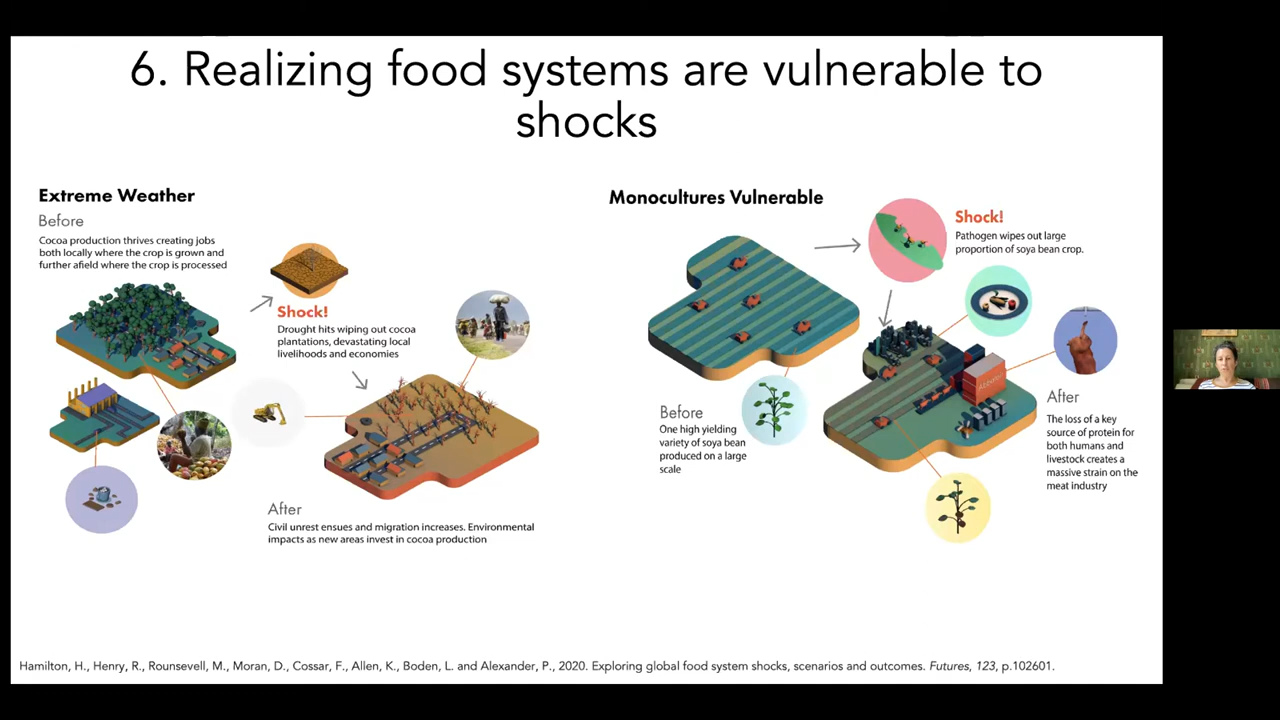 6. Realizing food systems are vulnerable to
shocks
Extreme Weather
Before
Cocoa production thrives creating jobs
both locally where the crop is grown and
further afield where the crop is processed
Shock!
Drought hits wiping out cocoa
plantations, devastating local
livelihoods and economies
After
Civil unrest ensues and migration increases. Environmental
impacts as new areas invest in cocoa production
Monocultures Vulnerable
Shock!
Pathogen wipes out large
proportion of soya bean crop.
Before
One high yielding
variety of soya bean
produced on a large
scale
After
The loss of a key
source of protein for
both humans and
livestock creates a
massive strain on the
meat industry
Hamilton, H., Henry, R., Rounsevell, M., Moran, D., Cossar, F., Allen, K., Boden, L. and Alexander, P., 2020. Exploring global food system shocks, scenarios and outcomes. Futures, 123, p.102601.